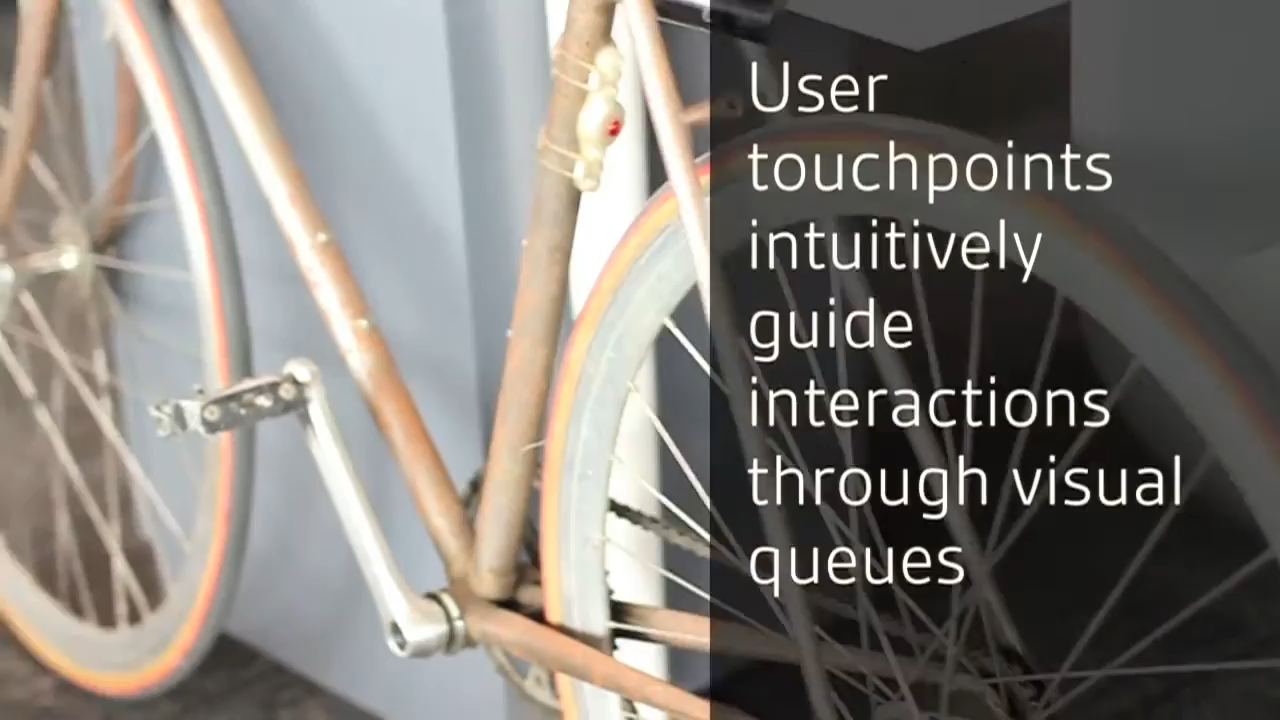 User
touchpoints
intuitively
guide
interactions
through visual
queues